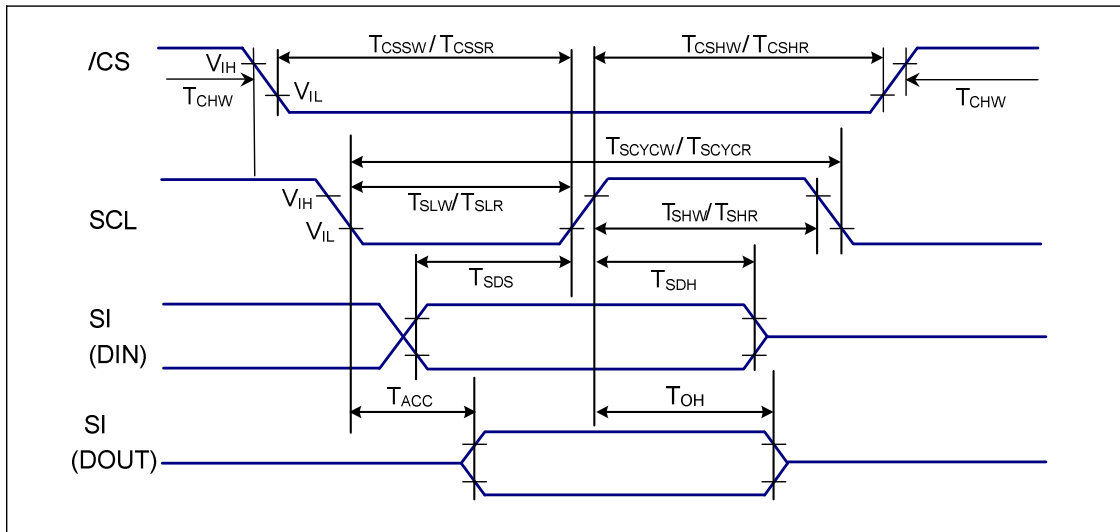 /CS
VIH
TCSSW/TCSSR
TCSHW/TCSHR
TCHW
VIL
TCHW
TSCYCW/TSCYCR
SCL
VIH
TSLW/TSLR
VIL
TSHW/TSHR
TSDS
TSDH
SI
(DIN)
TACC
TOH
SI
(DOUT)